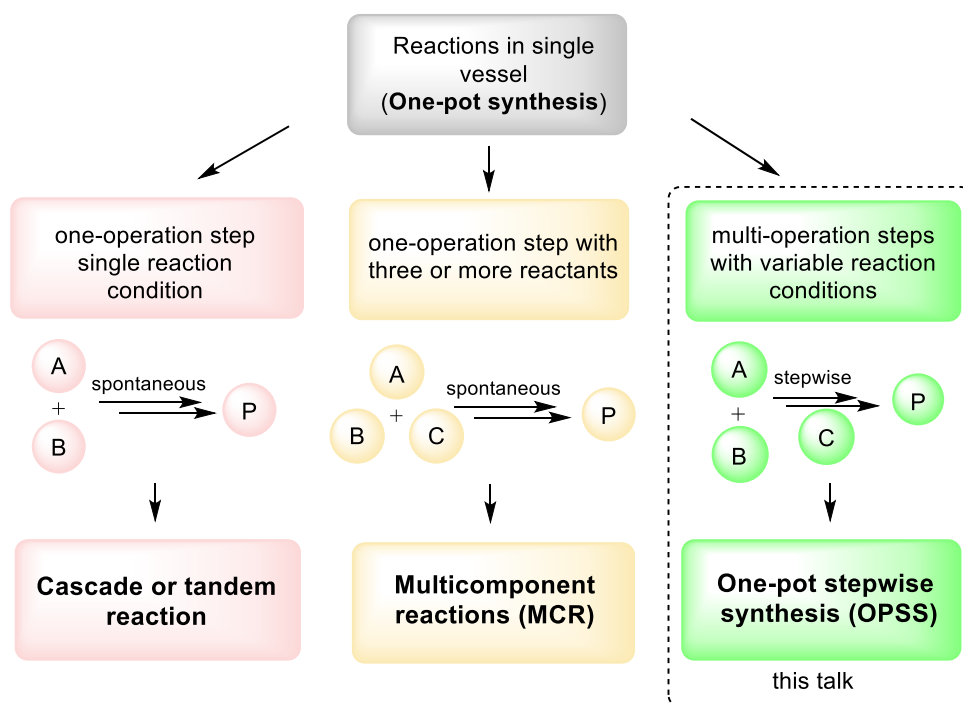 Reactions in single
vessel
(One-pot synthesis)
one-operation step
single reaction
condition
A
+
B
spontaneous
P
Cascade or tandem
reaction
one-operation step with
three or more reactants
A
B
+
C
spontaneous
P
Multicomponent
reactions (MCR)
multi-operation steps
with variable reaction
conditions
A
+
B
stepwise
C
P
One-pot stepwise
synthesis (OPSS)
this talk